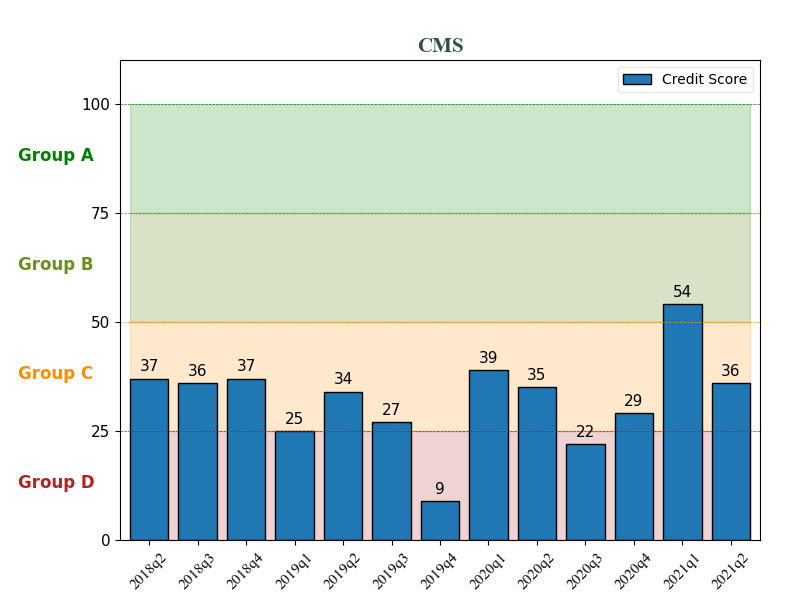 CMS
Credit Score
100
Group A
75
Group B
50
Group C
25
Group D
0
37
36
37
25
34
27
9
39
35
22
29
54
36
2018q2
2018q3
2018q4
2019q1
2019q2
2019q3
2019q4
2020q1
2020q2
2020q3
2020q4
2021q1
2021q2